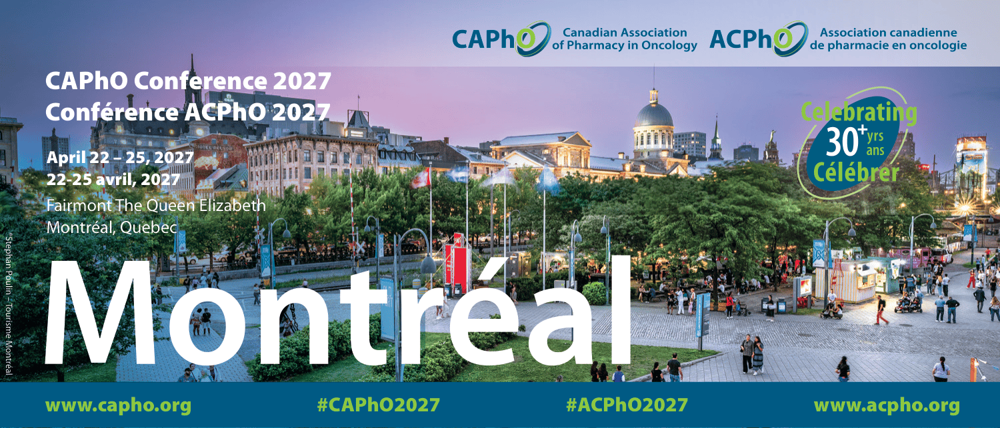 CAPhO Canadian Association
of Pharmacy in Oncology
ACPhO Association canadienne
de pharmacie en oncologie
CAPhO Conference 2027
Conférence ACPhO 2027
April 22 – 25, 2027
22-25 avril, 2027
Fairmont The Queen Elizabeth
Montréal, Quebec
Celebrating
30+ yrs
ans
Célébrer
HOTEL NELSON
©Stephan Poulin – Tourisme Montréal
Montréal
www.capho.org
#CAPhO2027
#ACPhO2027
www.acpho.org